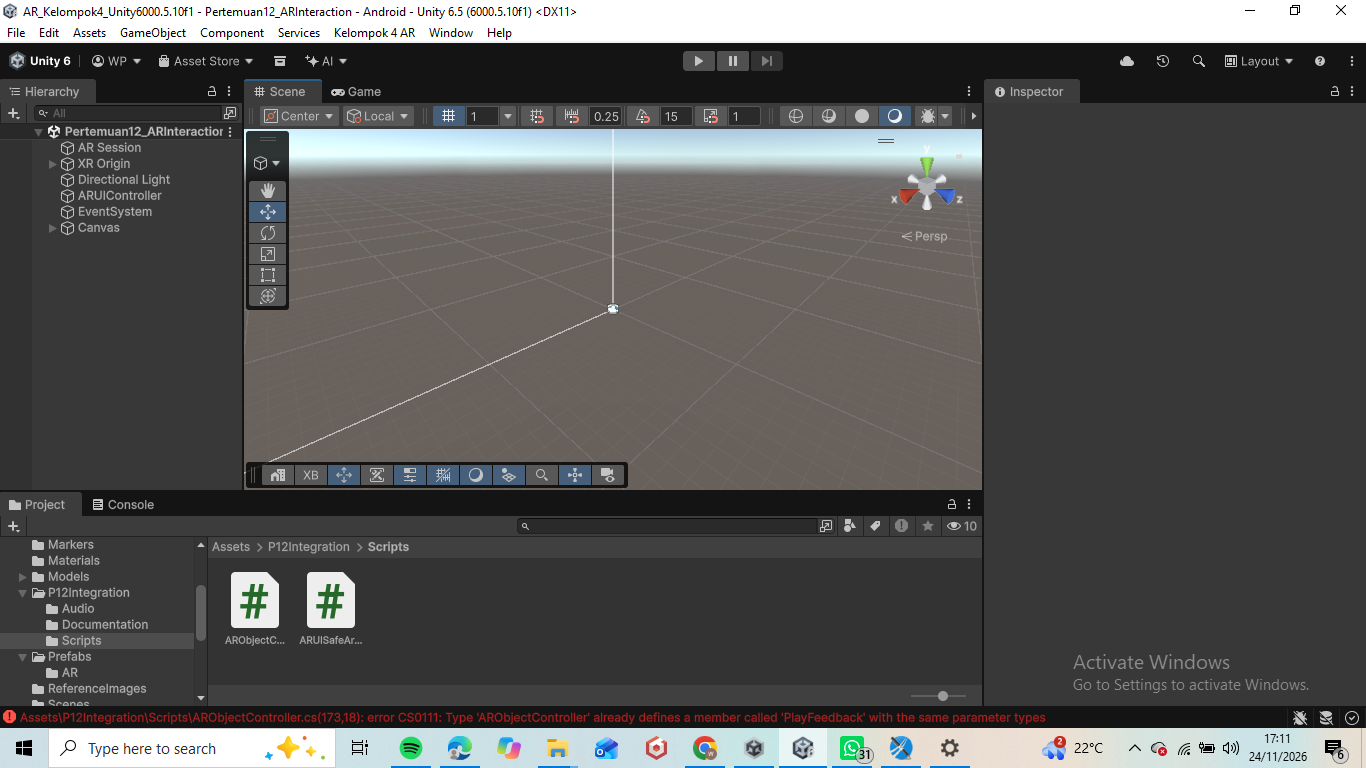 AR_Kelompok4_Unity6000.5.10f1 - Pertemuan12_ARInteraction - Android - Unity 6.5 (6000.5.10f1) <DX11>
File Edit Assets GameObject Component Services Kelompok 4 AR Window Help
Unity 6 WP Asset Store AI Layout
Hierarchy
Scene Game
Inspector
All
Center Local 1 0.25 15 1
Pertemuan12_ARInteraction
AR Session
XR Origin
Directional Light
ARUIController
EventSystem
Canvas
y
x z
Persp
XB
Project Console
10
Markers
Materials
Models
P12Integration
Audio
Documentation
Scripts
Prefabs
AR
ReferenceImages
Scenes
Assets > P12Integration > Scripts
ARObjectC... ARUISafeAr...
Activate Windows
Go to Settings to activate Windows.
Assets\P12Integration\Scripts\ARObjectController.cs(173,18): error CS0111: Type 'ARObjectController' already defines a member called 'PlayFeedback' with the same parameter types
Type here to search
31
2
22°C
17:11
24/11/2026
6